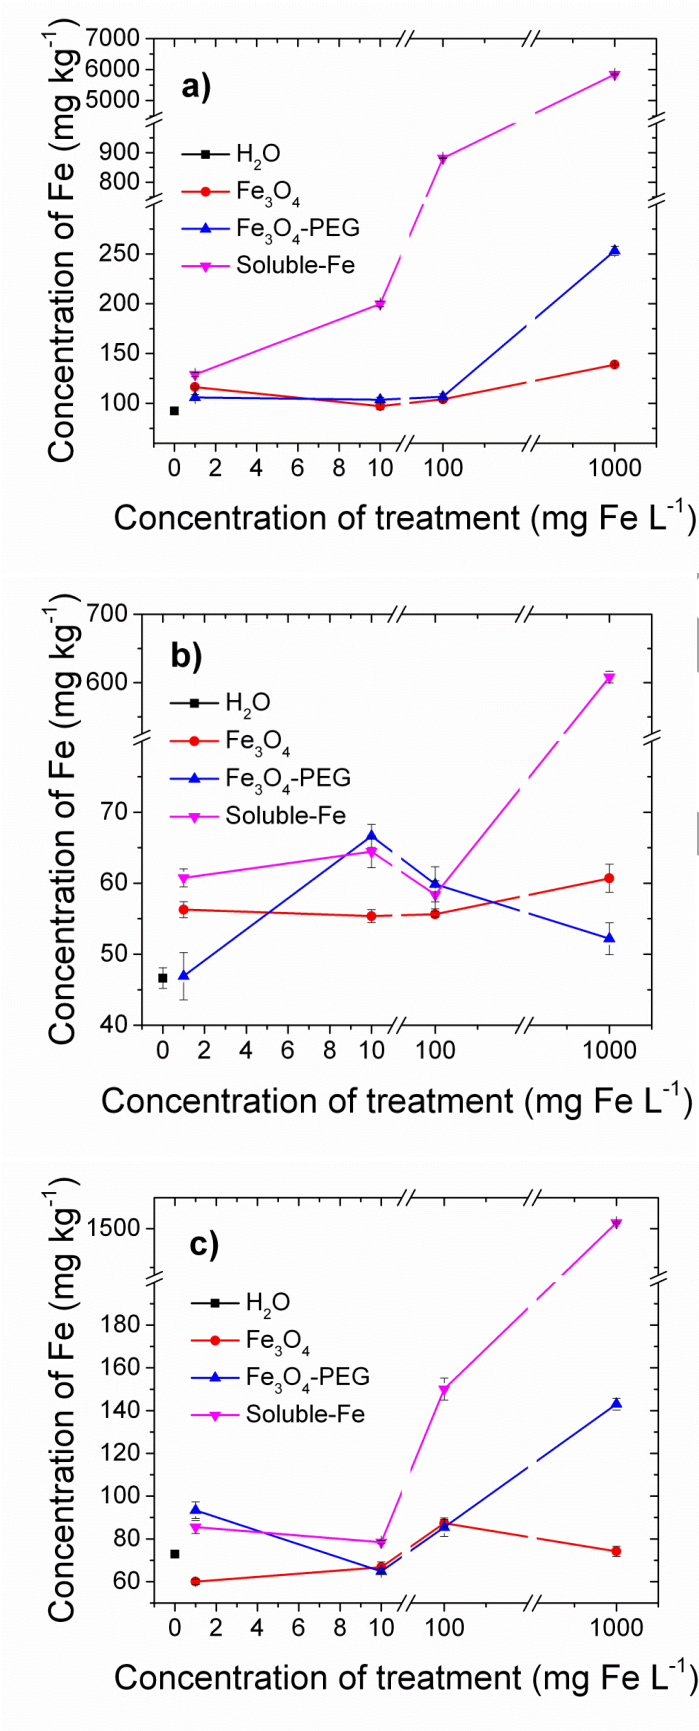 Concentration of Fe (mg kg⁻¹)
7000
6000
5000
900
800
250
200
150
100
a)
H₂O
Fe₃O₄
Fe₃O₄-PEG
Soluble-Fe
0 2 4 6 8 10 100 1000
Concentration of treatment (mg Fe L⁻¹)
Concentration of Fe (mg kg⁻¹)
700
600
70
60
50
40
b)
H₂O
Fe₃O₄
Fe₃O₄-PEG
Soluble-Fe
0 2 4 6 8 10 100 1000
Concentration of treatment (mg Fe L⁻¹)
Concentration of Fe (mg kg⁻¹)
1500
180
160
140
120
100
80
60
c)
H₂O
Fe₃O₄
Fe₃O₄-PEG
Soluble-Fe
0 2 4 6 8 10 100 1000
Concentration of treatment (mg Fe L⁻¹)